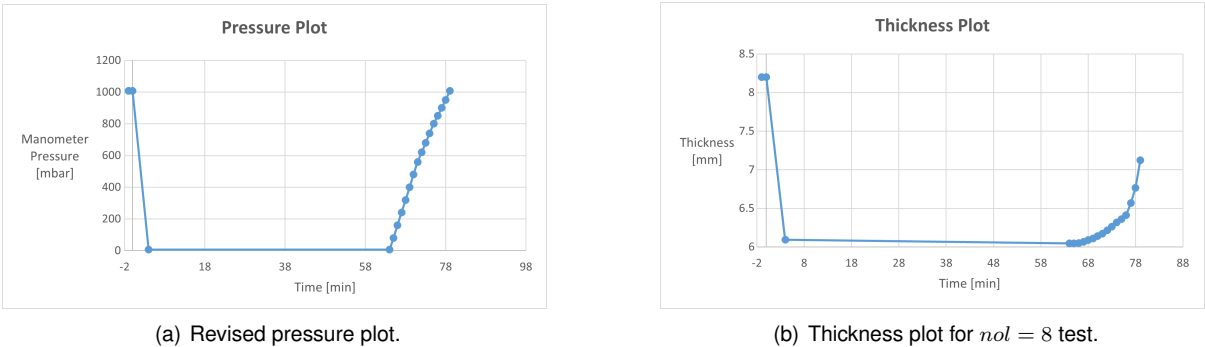 Pressure Plot
1200
1000
800
600
400
200
0
Manometer
Pressure
[mbar]
-2
18
38
58
78
98
Time [min]
(a) Revised pressure plot.
Thickness Plot
8.5
8
7.5
7
6.5
6
Thickness
[mm]
-2
8
18
28
38
48
58
68
78
88
Time [min]
(b) Thickness plot for nol = 8 test.